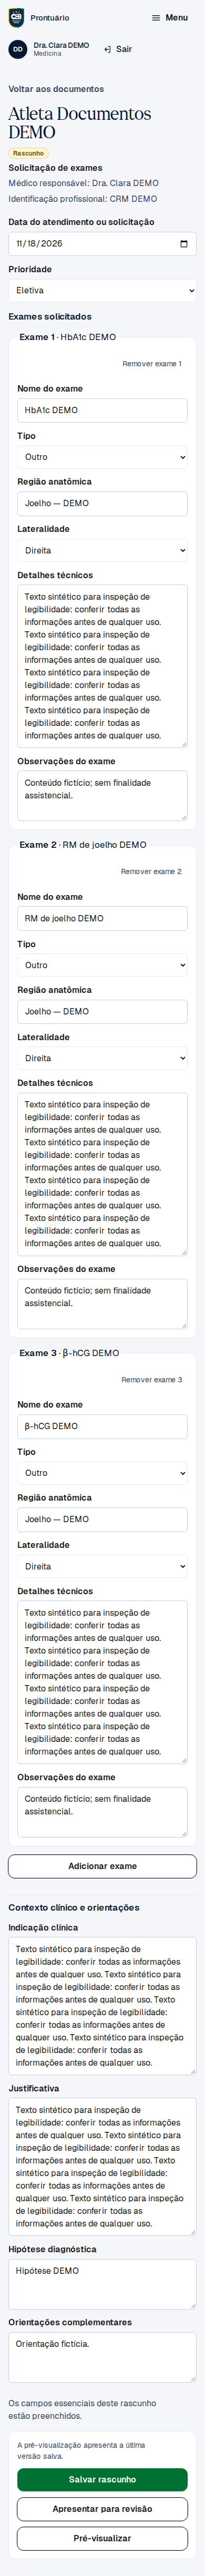 CB
Prontuário
Menu
DD
Dra. Clara DEMO
Medicina
Sair
Voltar aos documentos
Atleta Documentos
DEMO
Rascunho
Solicitação de exames
Médico responsável: Dra. Clara DEMO
Identificação profissional: CRM DEMO
Data do atendimento ou solicitação
11/18/2026
Prioridade
Eletiva
Exames solicitados
Exame 1 · HbA1c DEMO
Remover exame 1
Nome do exame
HbA1c DEMO
Tipo
Outro
Região anatômica
Joelho — DEMO
Lateralidade
Direita
Detalhes técnicos
Texto sintético para inspeção de
legibilidade: conferir todas as
informações antes de qualquer uso.
Texto sintético para inspeção de
legibilidade: conferir todas as
informações antes de qualquer uso.
Texto sintético para inspeção de
legibilidade: conferir todas as
informações antes de qualquer uso.
Texto sintético para inspeção de
legibilidade: conferir todas as
informações antes de qualquer uso.
Observações do exame
Conteúdo fictício; sem finalidade
assistencial.
Exame 2 · RM de joelho DEMO
Remover exame 2
Nome do exame
RM de joelho DEMO
Tipo
Outro
Região anatômica
Joelho — DEMO
Lateralidade
Direita
Detalhes técnicos
Texto sintético para inspeção de
legibilidade: conferir todas as
informações antes de qualquer uso.
Texto sintético para inspeção de
legibilidade: conferir todas as
informações antes de qualquer uso.
Texto sintético para inspeção de
legibilidade: conferir todas as
informações antes de qualquer uso.
Texto sintético para inspeção de
legibilidade: conferir todas as
informações antes de qualquer uso.
Observações do exame
Conteúdo fictício; sem finalidade
assistencial.
Exame 3 · β-hCG DEMO
Remover exame 3
Nome do exame
β-hCG DEMO
Tipo
Outro
Região anatômica
Joelho — DEMO
Lateralidade
Direita
Detalhes técnicos
Texto sintético para inspeção de
legibilidade: conferir todas as
informações antes de qualquer uso.
Texto sintético para inspeção de
legibilidade: conferir todas as
informações antes de qualquer uso.
Texto sintético para inspeção de
legibilidade: conferir todas as
informações antes de qualquer uso.
Texto sintético para inspeção de
legibilidade: conferir todas as
informações antes de qualquer uso.
Observações do exame
Conteúdo fictício; sem finalidade
assistencial.
Adicionar exame
Contexto clínico e orientações
Indicação clínica
Texto sintético para inspeção de
legibilidade: conferir todas as informações
antes de qualquer uso. Texto sintético para
inspeção de legibilidade: conferir todas as
informações antes de qualquer uso. Texto
sintético para inspeção de legibilidade:
conferir todas as informações antes de
qualquer uso. Texto sintético para inspeção
de legibilidade: conferir todas as
informações antes de qualquer uso.
Justificativa
Texto sintético para inspeção de
legibilidade: conferir todas as informações
antes de qualquer uso. Texto sintético para
inspeção de legibilidade: conferir todas as
informações antes de qualquer uso. Texto
sintético para inspeção de legibilidade:
conferir todas as informações antes de
qualquer uso. Texto sintético para inspeção
de legibilidade: conferir todas as
informações antes de qualquer uso.
Hipótese diagnóstica
Hipótese DEMO
Orientações complementares
Orientação fictícia.
Os campos essenciais deste rascunho
estão preenchidos.
A pré-visualização apresenta a última
versão salva.
Salvar rascunho
Apresentar para revisão
Pré-visualizar